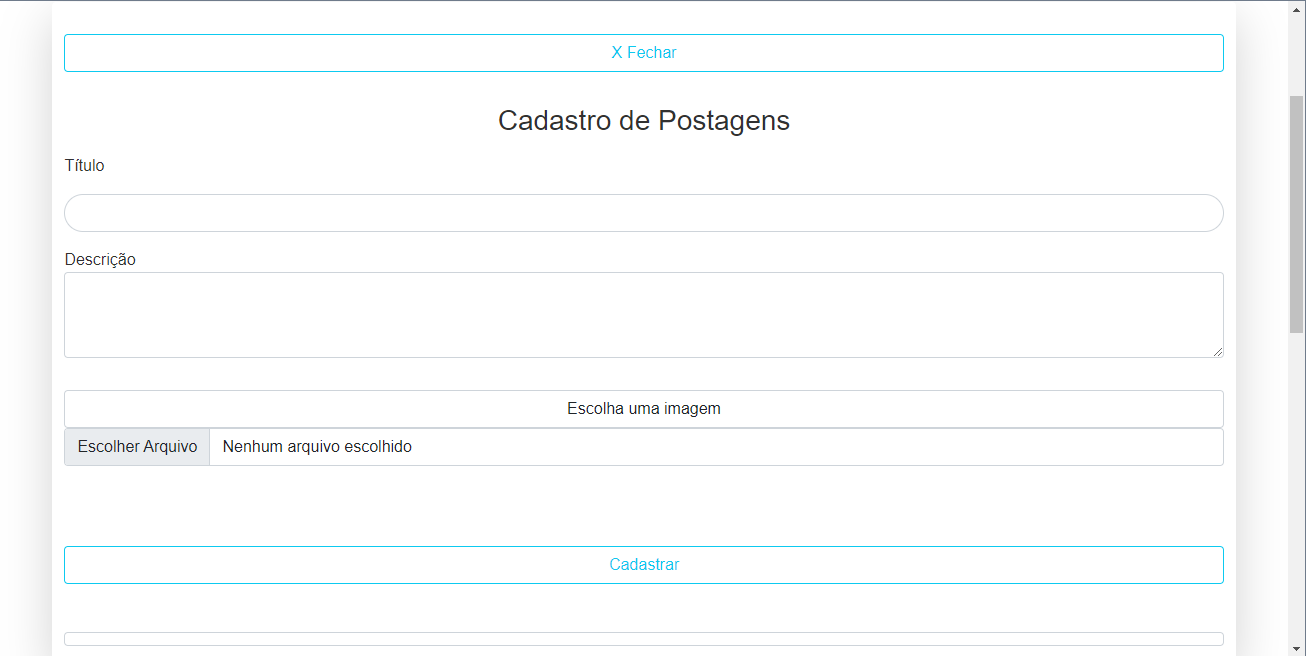 X Fechar
Cadastro de Postagens
Título
Descrição
Escolha uma imagem
Escolher Arquivo Nenhum arquivo escolhido
Cadastrar